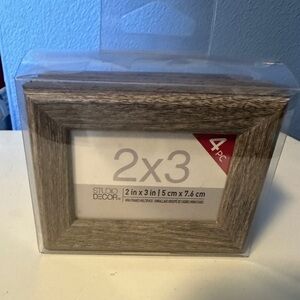 4
PC
2x3
STUDIO
DECOR®
2 in x 3 in | 5 cm x 7.6 cm